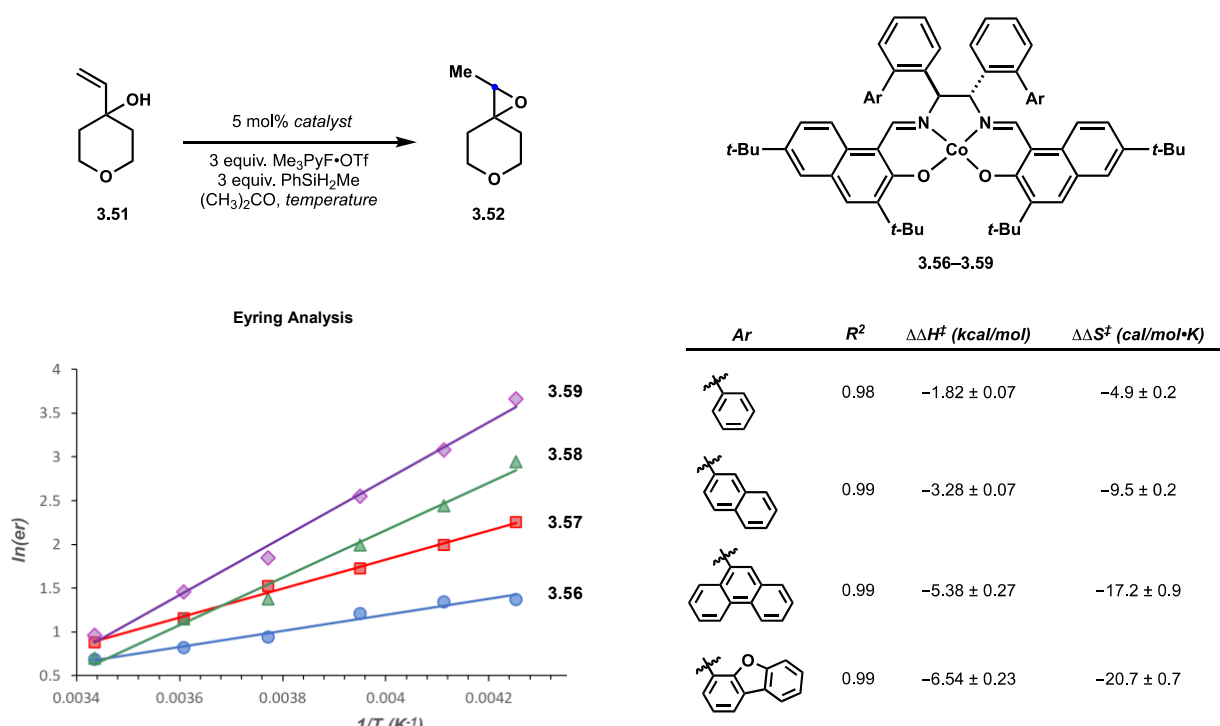 OH
O
3.51
5 mol% catalyst
3 equiv. Me3PyF•OTf
3 equiv. PhSiH2Me
(CH3)2CO, temperature
Me
O
O
3.52
Ar
Ar
N
N
Co
O
O
t-Bu
t-Bu
t-Bu
t-Bu
3.56–3.59
Eyring Analysis
ln(er)
4
3.5
3
2.5
2
1.5
1
0.5
0.0034
0.0036
0.0038
0.004
0.0042
1/T (K-1)
3.59
3.58
3.57
3.56
Ar R2 ΔΔH‡ (kcal/mol) ΔΔS‡ (cal/mol•K)
0.98 −1.82 ± 0.07 −4.9 ± 0.2
0.99 −3.28 ± 0.07 −9.5 ± 0.2
0.99 −5.38 ± 0.27 −17.2 ± 0.9
O
0.99 −6.54 ± 0.23 −20.7 ± 0.7